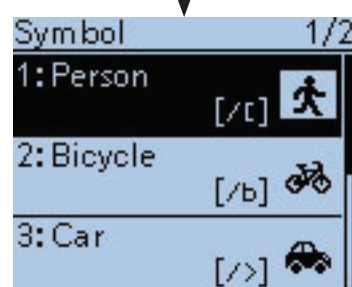 Symbol 1/2
1:Person
[/[]
2:Bicycle
[/b]
3:Car
[/>]